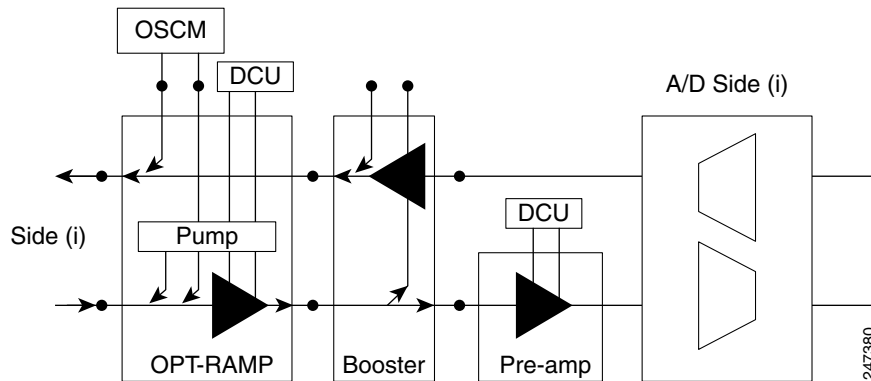 OSCM
DCU
A/D Side (i)
DCU
Side (i)
Pump
OPT-RAMP
Booster
Pre-amp
247380